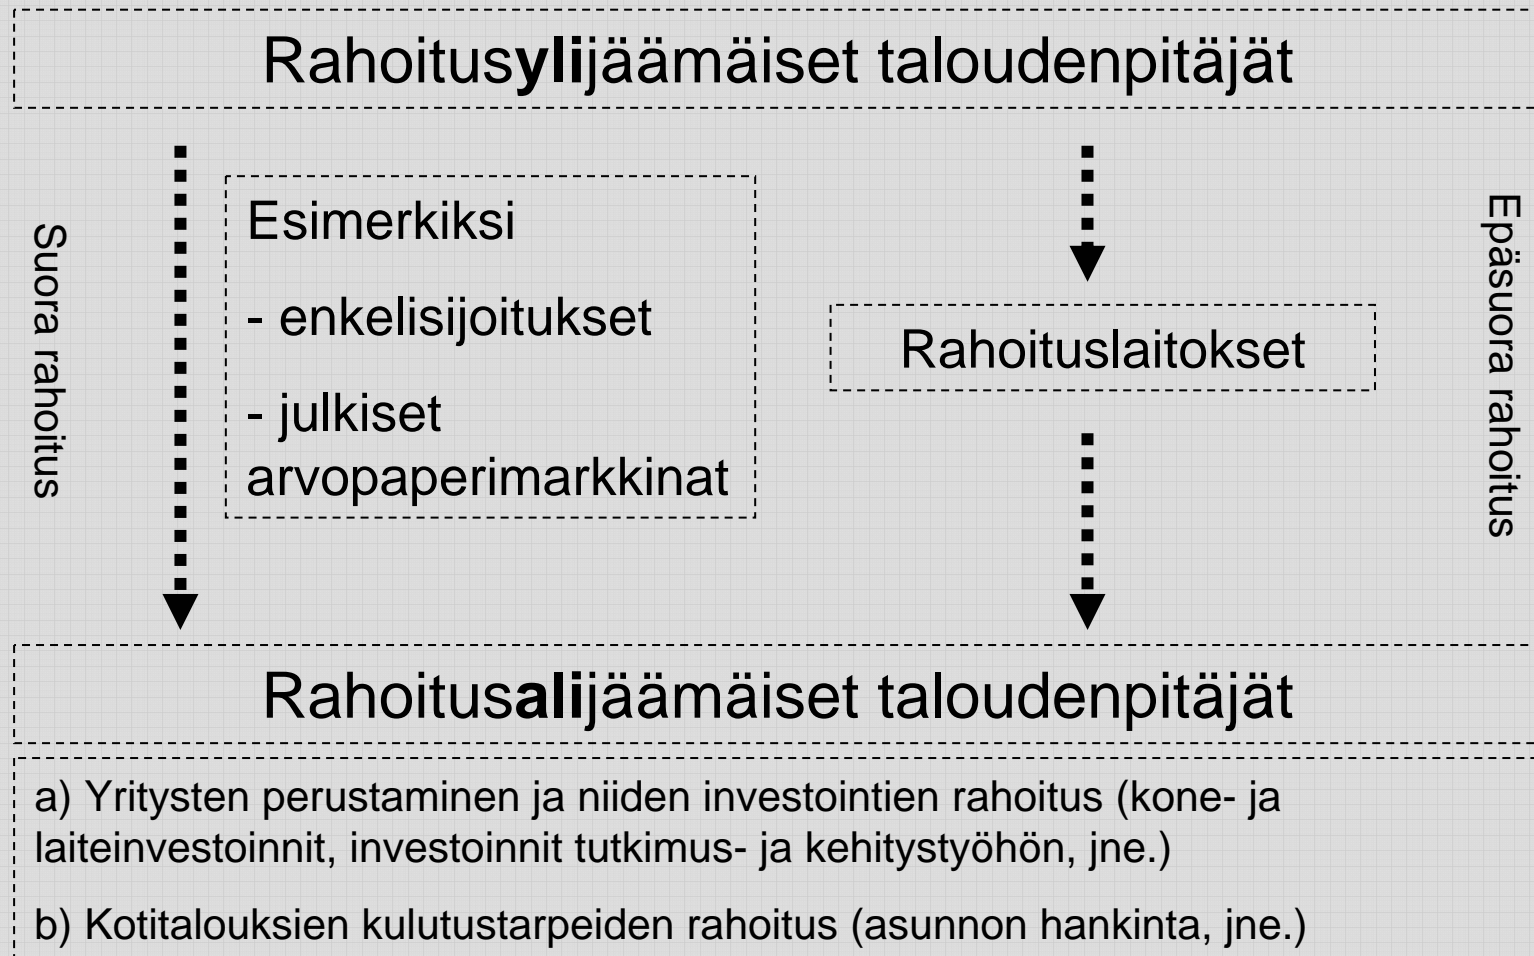 Rahoitusylijäämäiset taloudenpitäjät
Suora rahoitus
Esimerkiksi
- enkelisijoitukset
- julkiset
arvopaperimarkkinat
Rahoituslaitokset
Epäsuora rahoitus
Rahoitusalijäämäiset taloudenpitäjät
a) Yritysten perustaminen ja niiden investointien rahoitus (kone- ja
laiteinvestoinnit, investoinnit tutkimus- ja kehitystyöhön, jne.)
b) Kotitalouksien kulutustarpeiden rahoitus (asunnon hankinta, jne.)